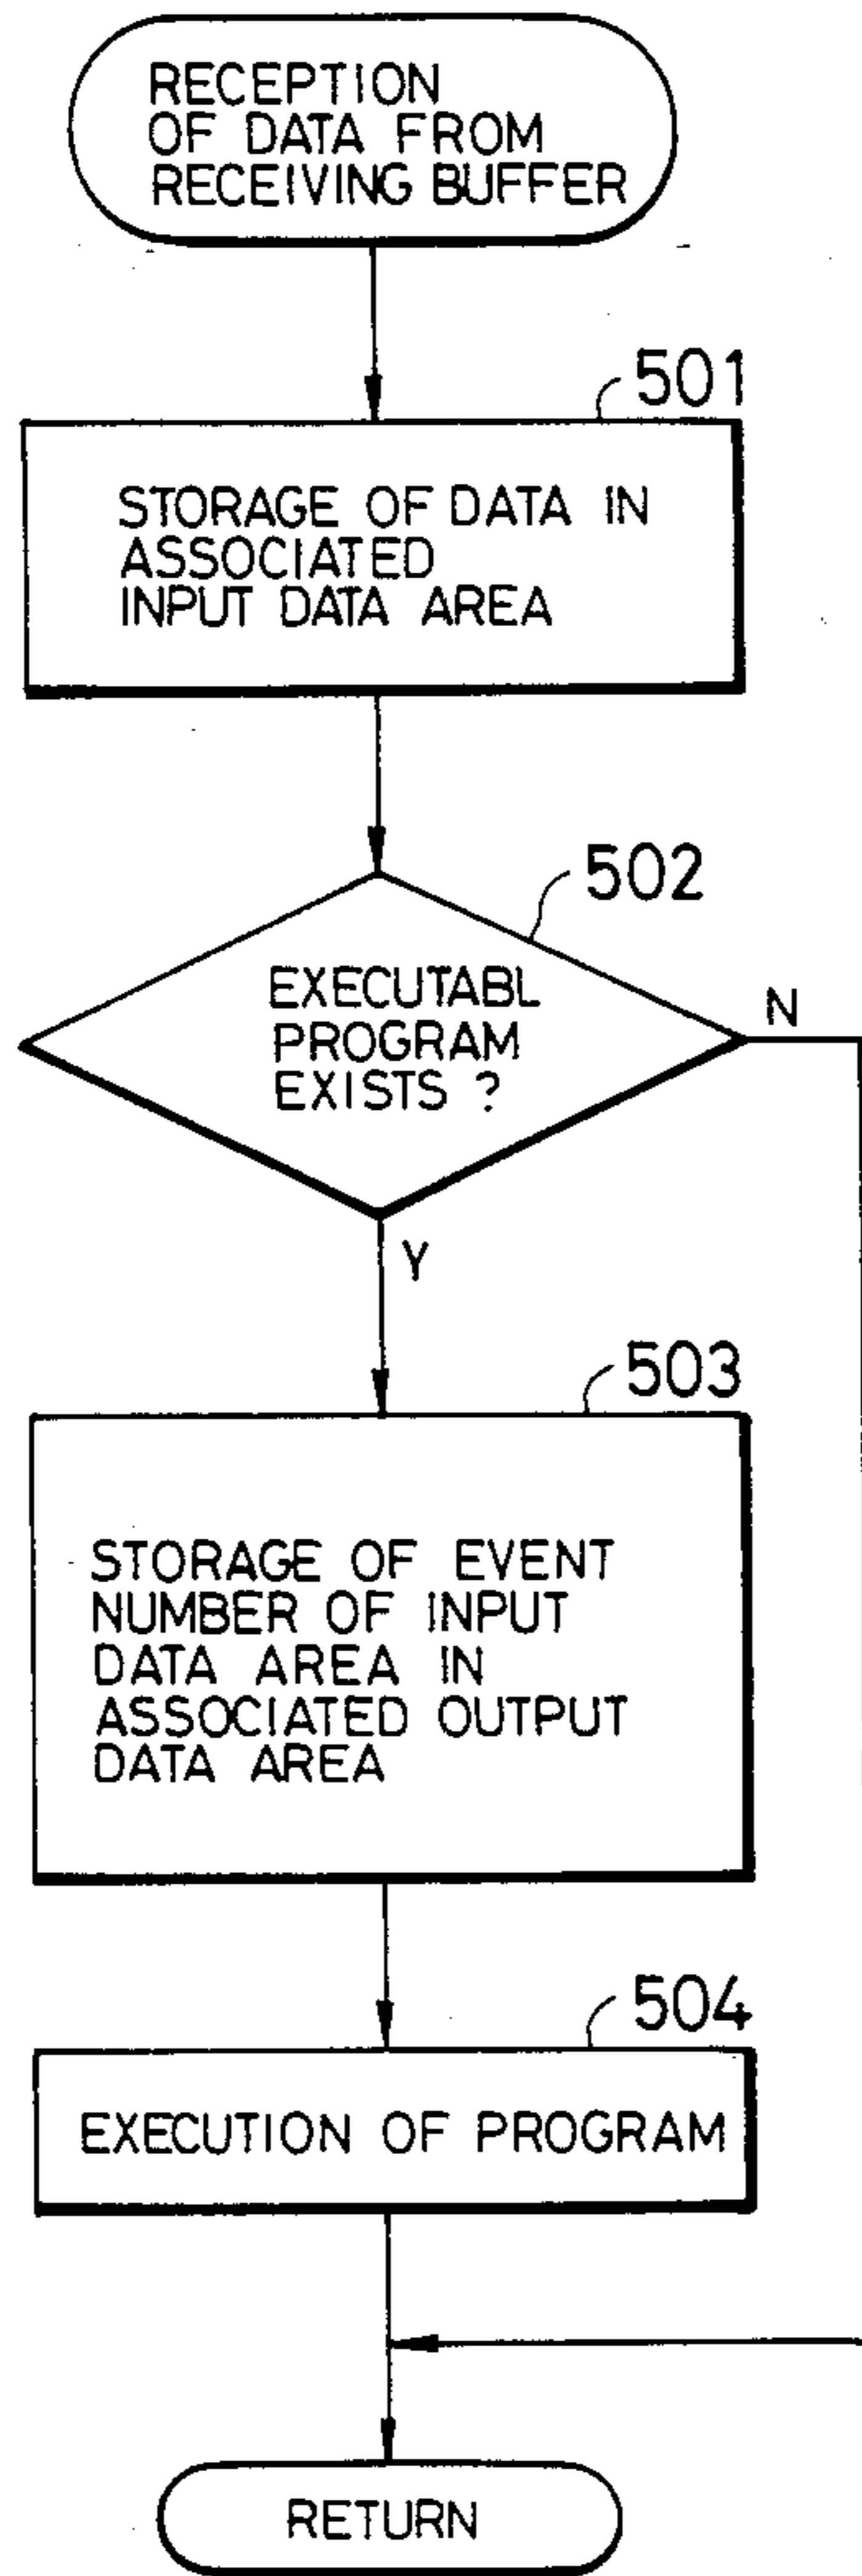 RECEPTION
OF DATA FROM
RECEIVING BUFFER
501
STORAGE OF DATA IN
ASSOCIATED
INPUT DATA AREA
502
EXECUTABL
PROGRAM
EXISTS ?
N
Y
503
STORAGE OF EVENT
NUMBER OF INPUT
DATA AREA IN
ASSOCIATED OUTPUT
DATA AREA
504
EXECUTION OF PROGRAM
RETURN